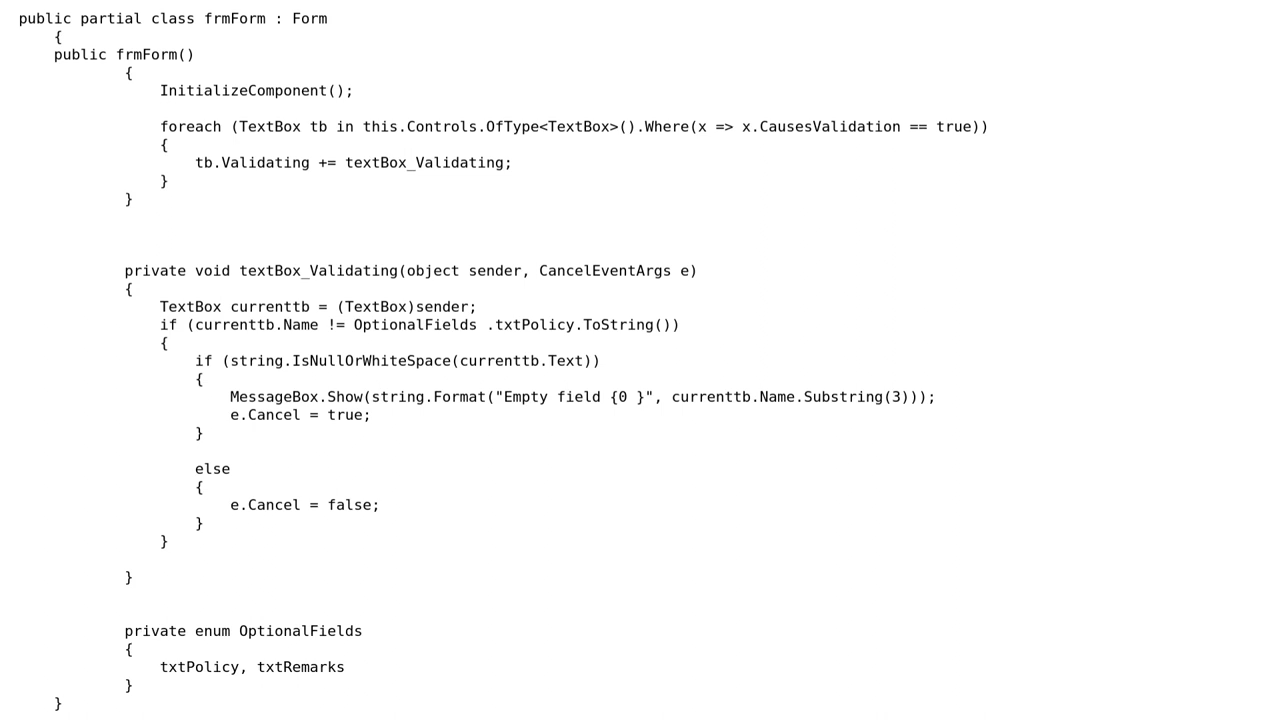 public partial class frmForm : Form
    {
    public frmForm()
            {
                InitializeComponent();

                foreach (TextBox tb in this.Controls.OfType<TextBox>().Where(x => x.CausesValidation == true))
                {
                    tb.Validating += textBox_Validating;
                }
            }

            private void textBox_Validating(object sender, CancelEventArgs e)
            {
                TextBox currenttb = (TextBox)sender;
                if (currenttb.Name != OptionalFields .txtPolicy.ToString())
                {
                    if (string.IsNullOrWhiteSpace(currenttb.Text))
                    {
                        MessageBox.Show(string.Format("Empty field {0 }", currenttb.Name.Substring(3)));
                        e.Cancel = true;
                    }

                    else
                    {
                        e.Cancel = false;
                    }
                }

            }

            private enum OptionalFields
            {
                txtPolicy, txtRemarks
            }
    }